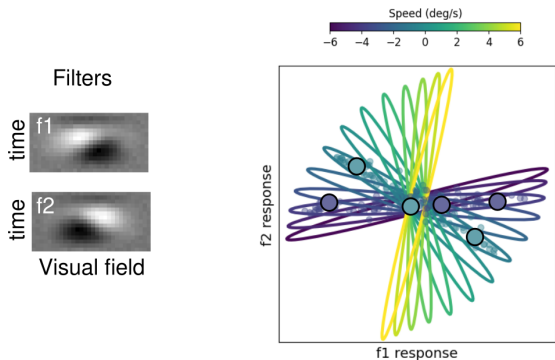 Speed (deg/s)
−6 −4 −2 0 2 4 6
Filters
time
f1
time
f2
Visual field
f2 response
f1 response